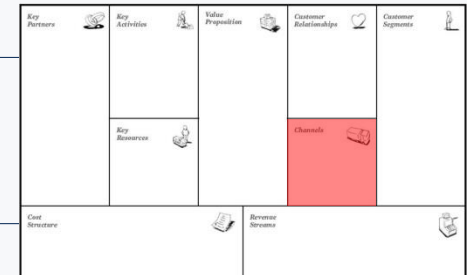 Key
Partners
Key
Activities
Value
Proposition
Customer
Relationships
Customer
Segments
Key
Resources
Channels
Cost
Structure
Revenue
Streams